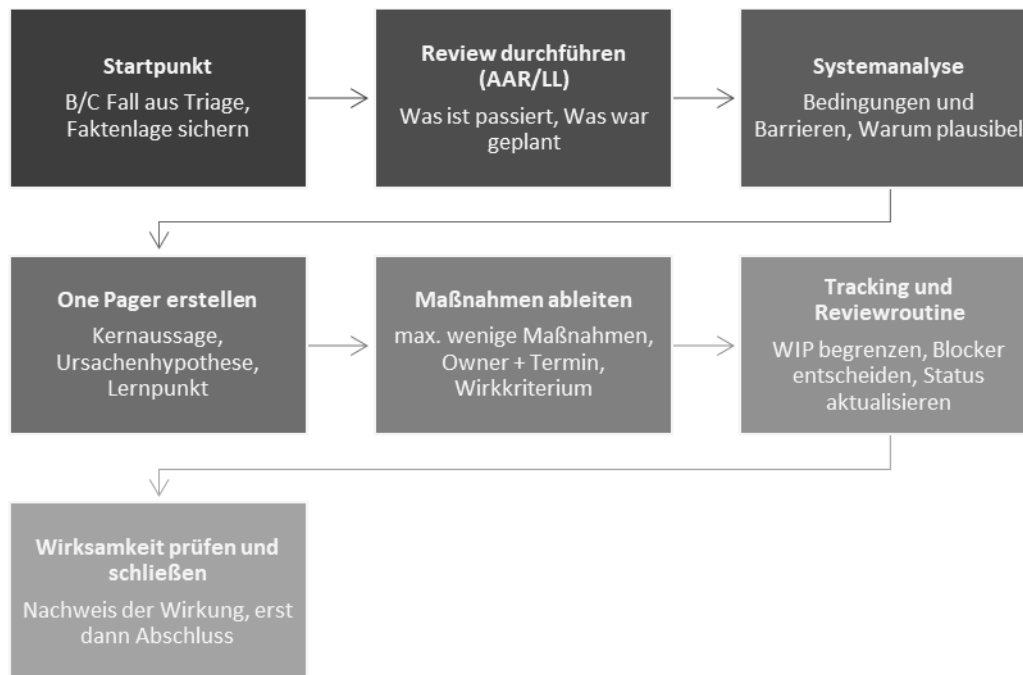 Startpunkt
B/C Fall aus Triage,
Faktenlage sichern
Review durchführen
(AAR/LL)
Was ist passiert, Was war
geplant
Systemanalyse
Bedingungen und
Barrieren, Warum plausibel
One Pager erstellen
Kernaussage,
Ursachenhypothese,
Lernpunkt
Maßnahmen ableiten
max. wenige Maßnahmen,
Owner + Termin,
Wirkkriterium
Tracking und
Reviewroutine
WIP begrenzen, Blocker
entscheiden, Status
aktualisieren
Wirksamkeit prüfen und
schließen
Nachweis der Wirkung, erst
dann Abschluss